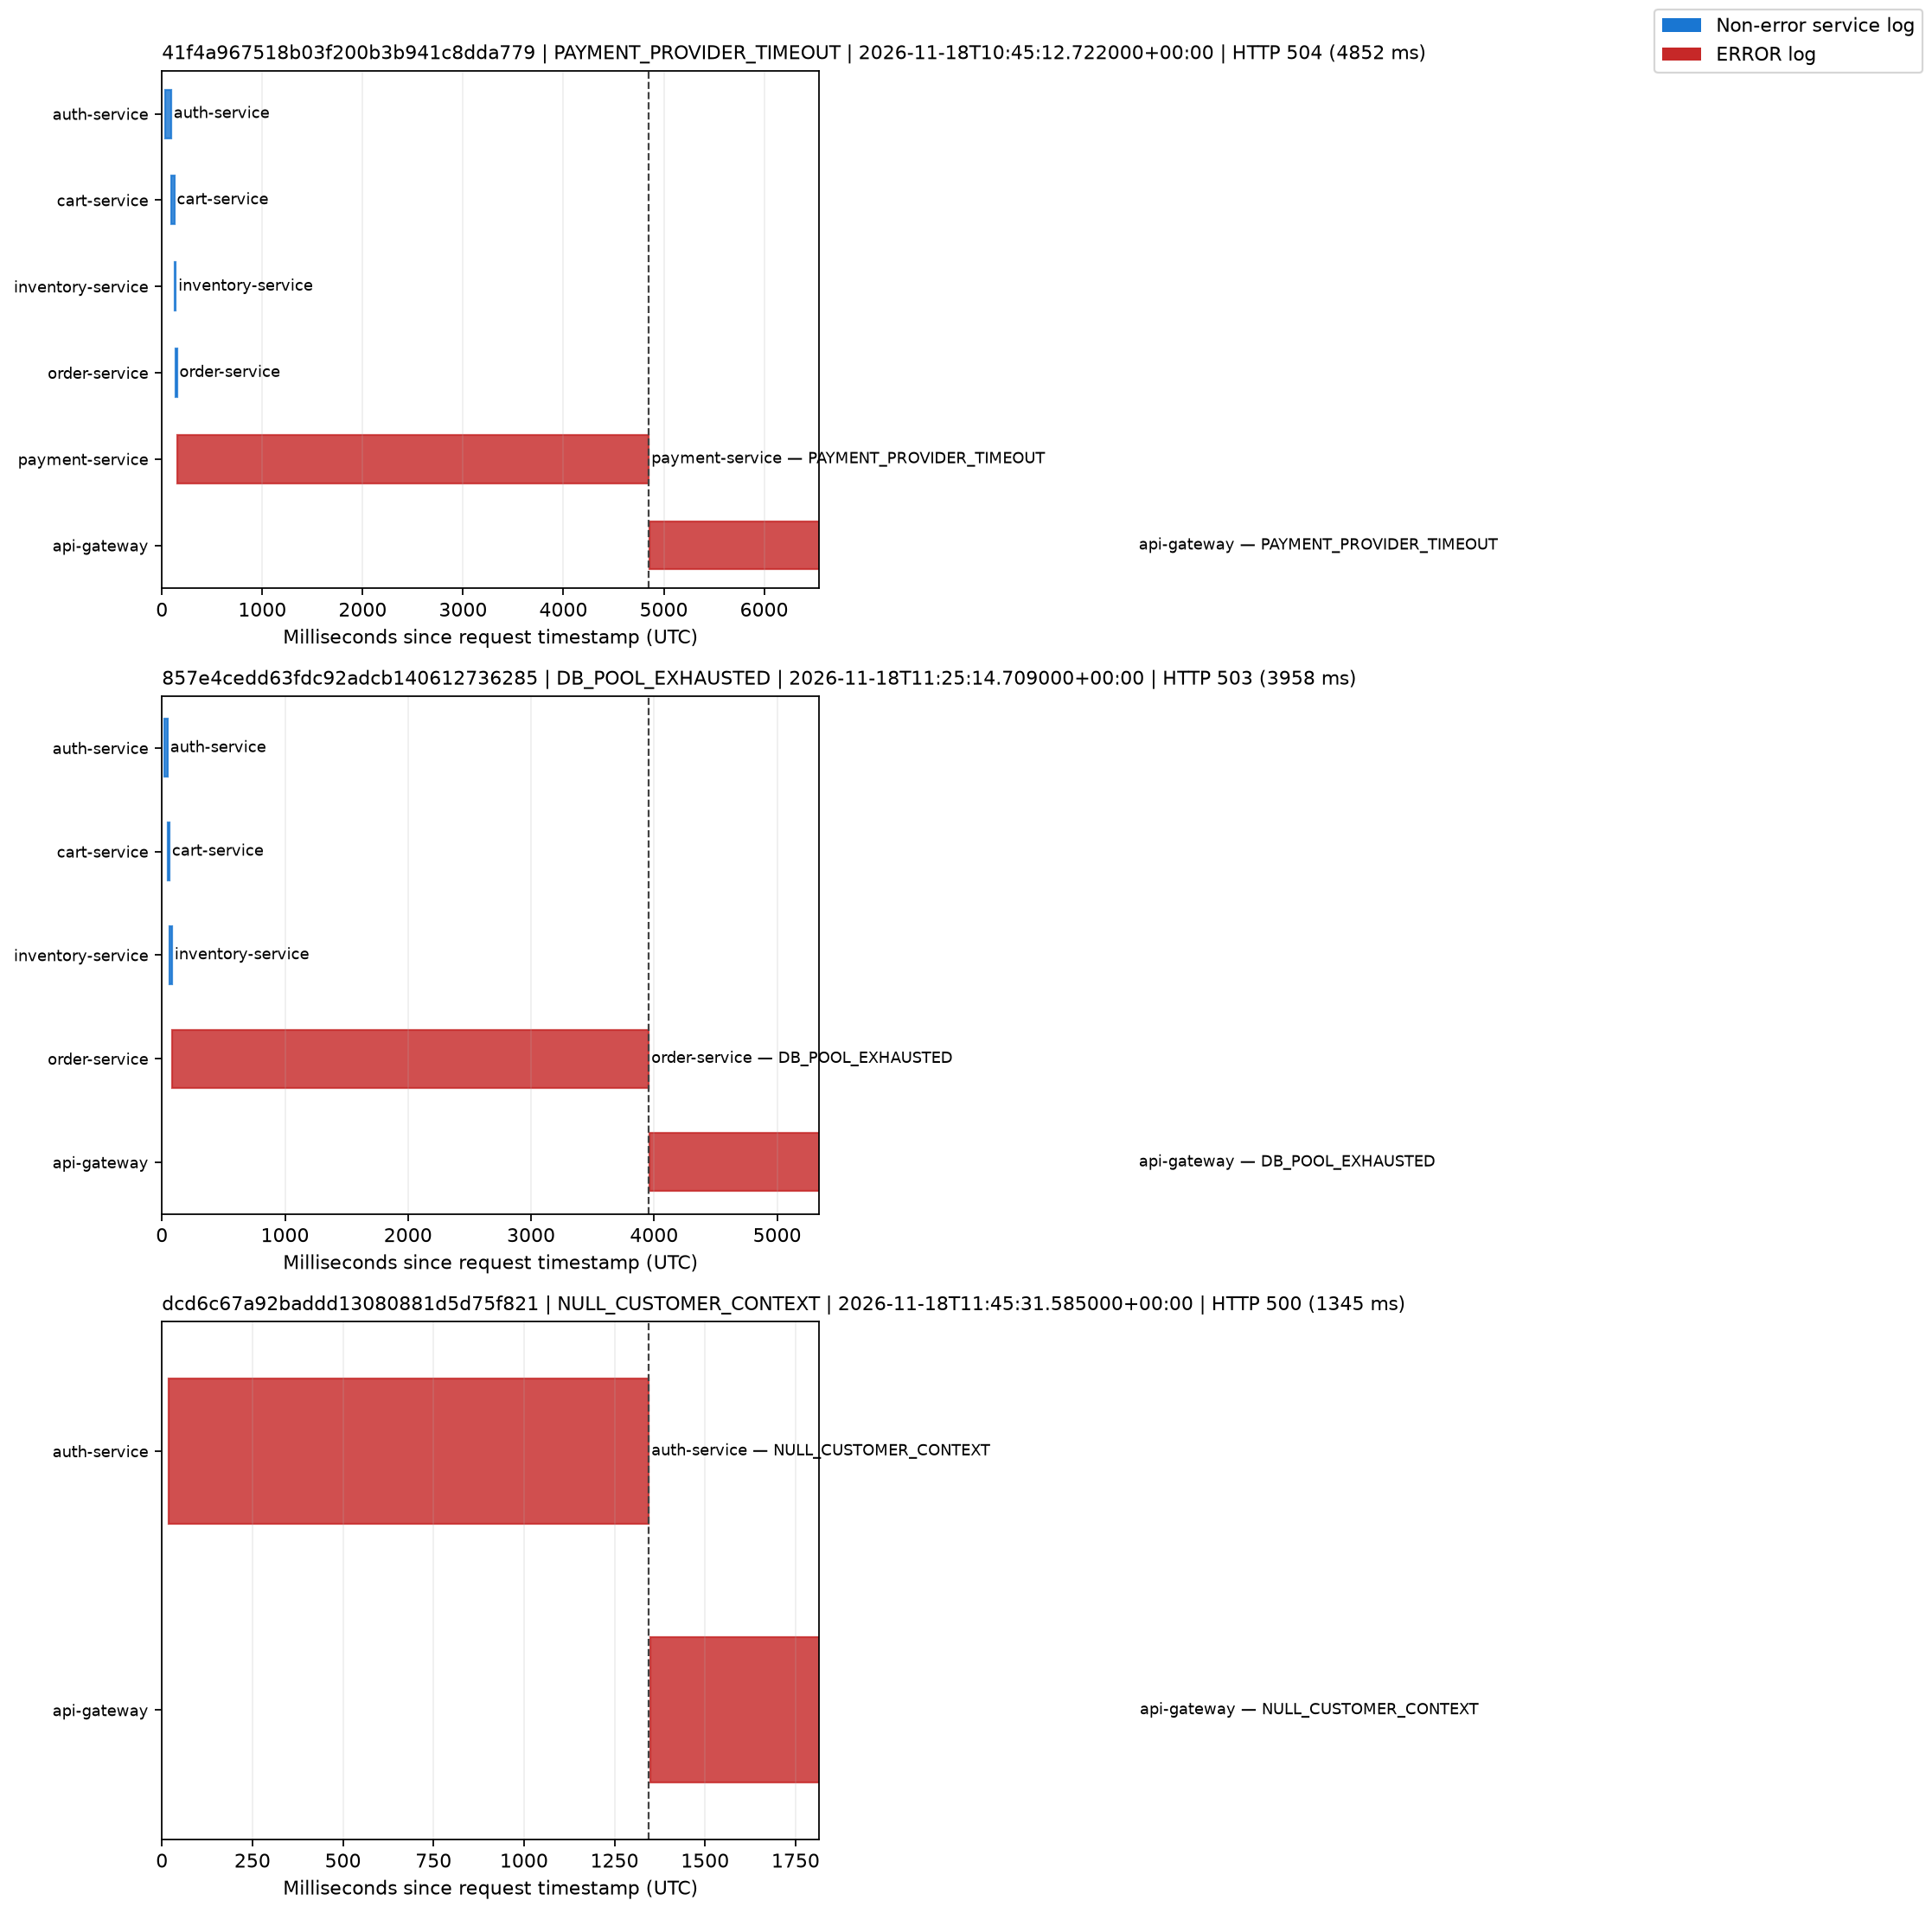 Non-error service log
ERROR log
41f4a967518b03f200b3b941c8dda779 | PAYMENT_PROVIDER_TIMEOUT | 2026-11-18T10:45:12.722000+00:00 | HTTP 504 (4852 ms)
auth-service
auth-service
cart-service
cart-service
inventory-service
inventory-service
order-service
order-service
payment-service
payment-service — PAYMENT_PROVIDER_TIMEOUT
api-gateway
api-gateway — PAYMENT_PROVIDER_TIMEOUT
0 1000 2000 3000 4000 5000 6000
Milliseconds since request timestamp (UTC)
857e4cedd63fdc92adcb140612736285 | DB_POOL_EXHAUSTED | 2026-11-18T11:25:14.709000+00:00 | HTTP 503 (3958 ms)
auth-service
auth-service
cart-service
cart-service
inventory-service
inventory-service
order-service
order-service — DB_POOL_EXHAUSTED
api-gateway
api-gateway — DB_POOL_EXHAUSTED
0 1000 2000 3000 4000 5000
Milliseconds since request timestamp (UTC)
dcd6c67a92baddd13080881d5d75f821 | NULL_CUSTOMER_CONTEXT | 2026-11-18T11:45:31.585000+00:00 | HTTP 500 (1345 ms)
auth-service
auth-service — NULL_CUSTOMER_CONTEXT
api-gateway
api-gateway — NULL_CUSTOMER_CONTEXT
0 250 500 750 1000 1250 1500 1750
Milliseconds since request timestamp (UTC)